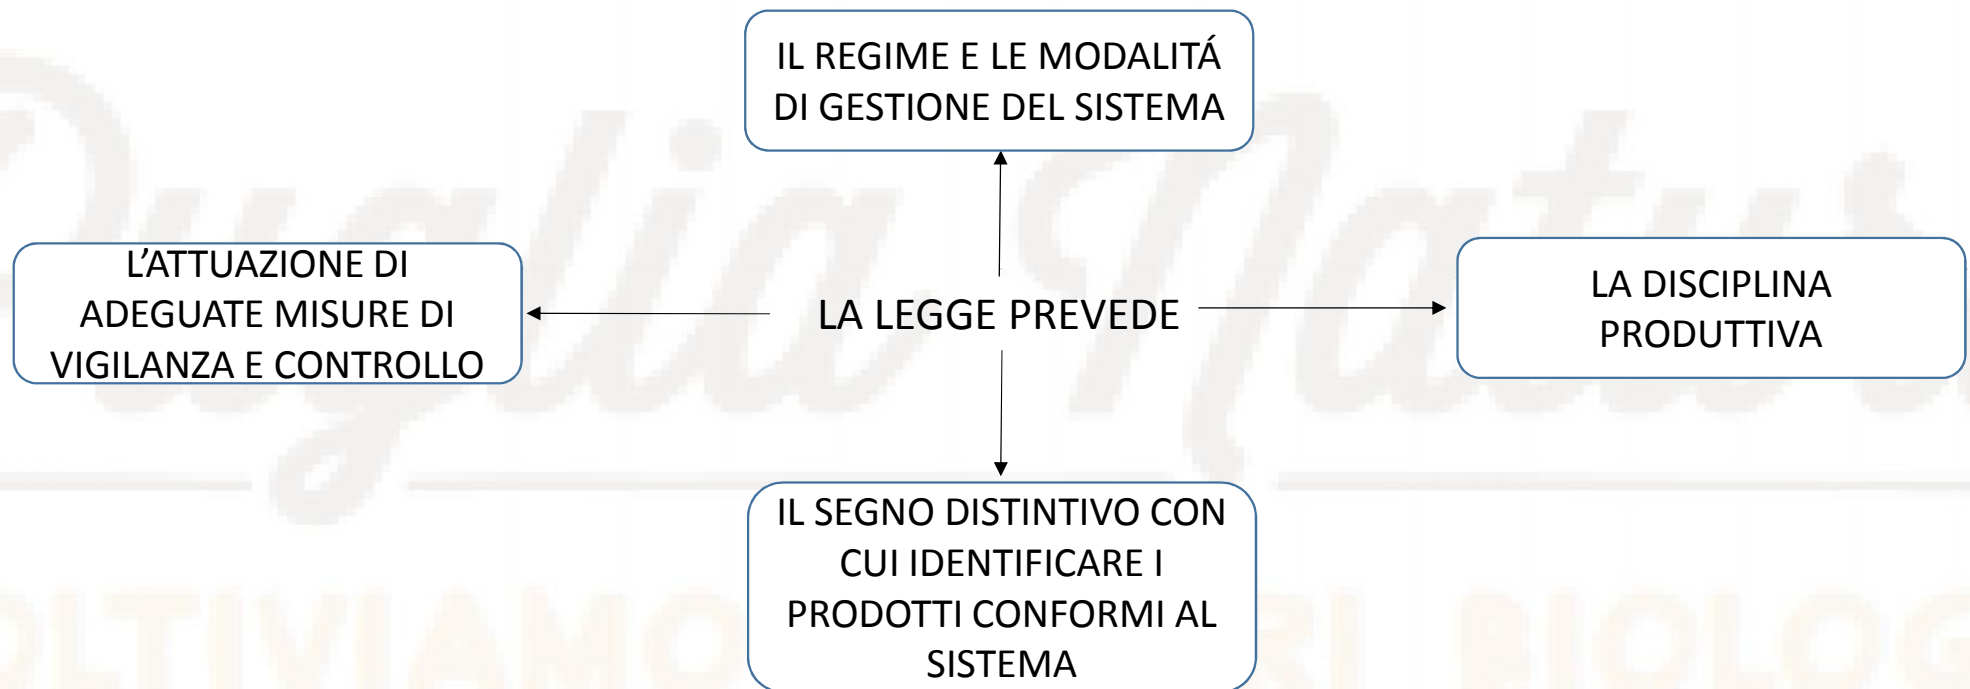 IL REGIME E LE MODALITÁ
DI GESTIONE DEL SISTEMA
L'ATTUAZIONE DI
ADEGUATE MISURE DI
VIGILANZA E CONTROLLO
LA LEGGE PREVEDE
LA DISCIPLINA
PRODUTTIVA
IL SEGNO DISTINTIVO CON
CUI IDENTIFICARE I
PRODOTTI CONFORMI AL
SISTEMA